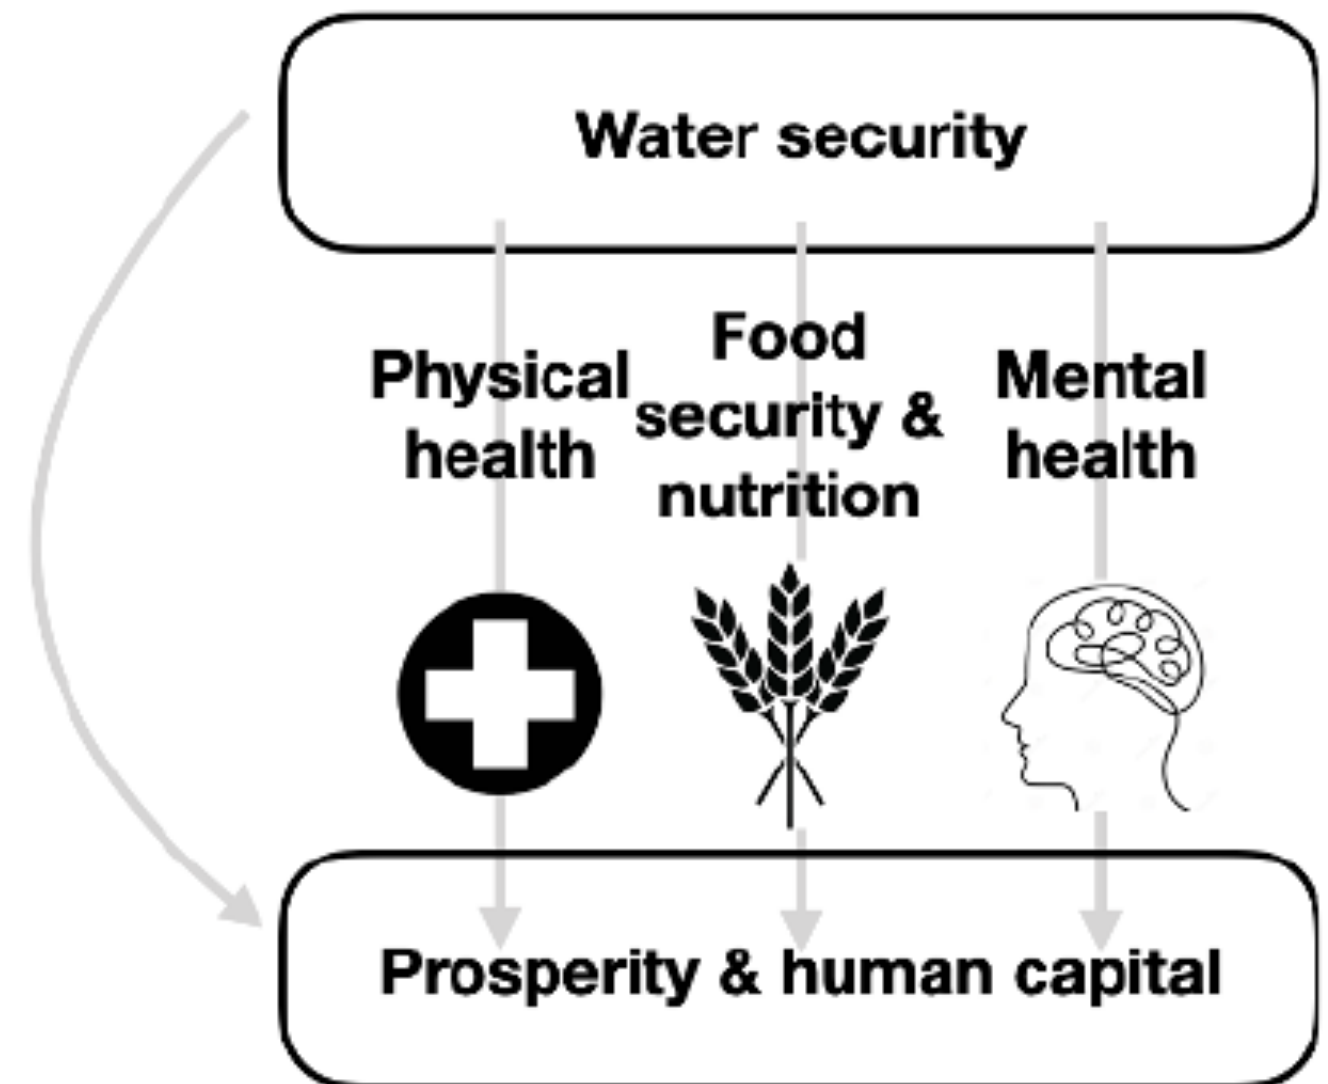 Water security
Physical
health
Food
security &
nutrition
Mental
health
Prosperity & human capital